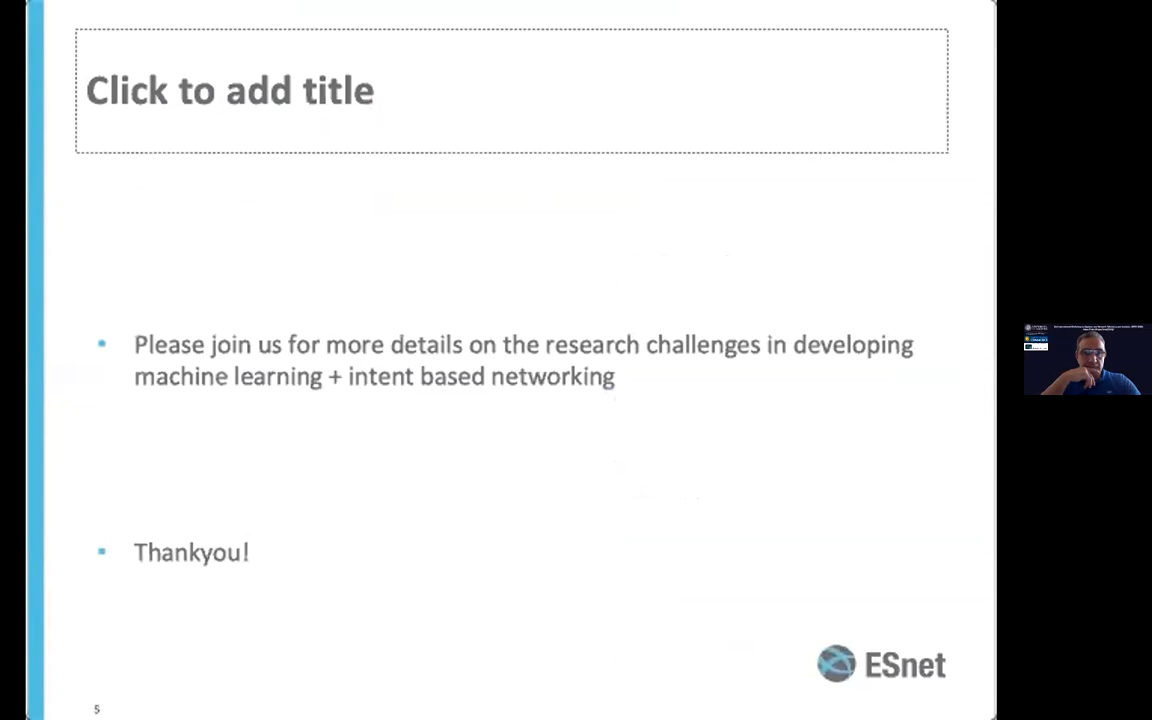 Click to add title
Please join us for more details on the research challenges in developing
machine learning + intent based networking
Thankyou!
ESnet
5